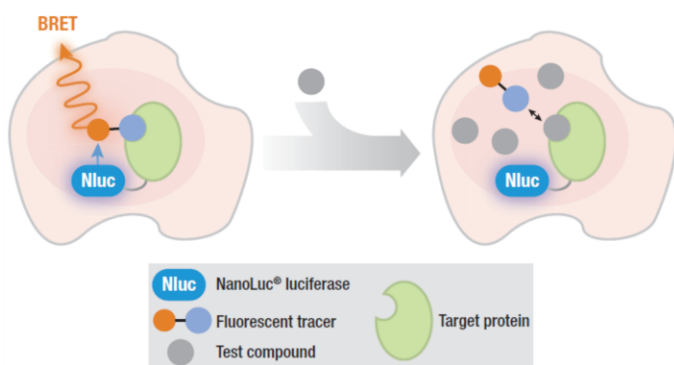 BRET
Nluc
Nluc
Nluc NanoLuc® luciferase
Fluorescent tracer
Target protein
Test compound